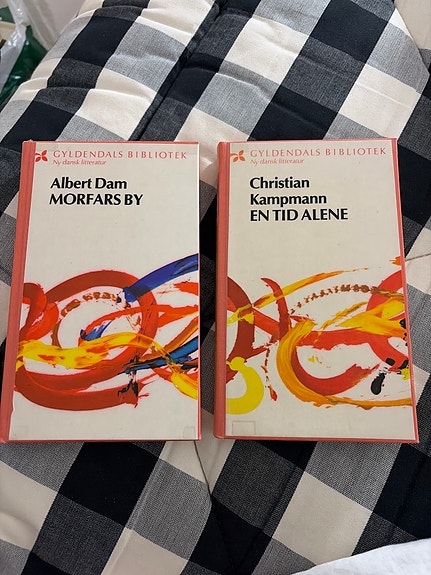 GYLDENDALS BIBLIOTEK
Ny dansk litteratur
Albert Dam
MORFARS BY
GYLDENDALS BIBLIOTEK
Ny dansk litteratur
Christian
Kampmann
EN TID ALENE